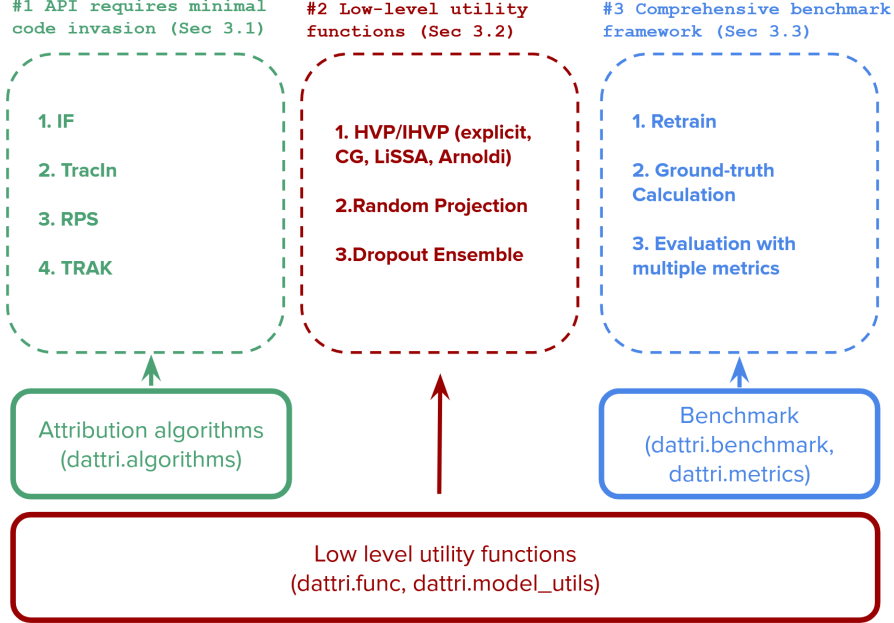 #1 API requires minimal
code invasion (Sec 3.1)
1. IF
2. TracIn
3. RPS
4. TRAK
Attribution algorithms
(dattri.algorithms)
#2 Low-level utility
functions (Sec 3.2)
1. HVP/IHVP (explicit,
CG, LiSSA, Arnoldi)
2.Random Projection
3.Dropout Ensemble
#3 Comprehensive benchmark
framework (Sec 3.3)
1. Retrain
2. Ground-truth
Calculation
3. Evaluation with
multiple metrics
Benchmark
(dattri.benchmark,
dattri.metrics)
Low level utility functions
(dattri.func, dattri.model_utils)